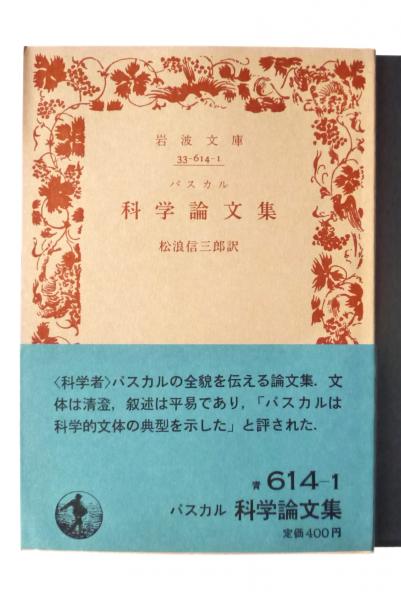 岩波文庫
33-614-1
パスカル
科学論文集
松浪信三郎訳
〈科学者〉パスカルの全貌を伝える論文集．文
体は清澄，叙述は平易であり，「パスカルは
科学的文体の典型を示した」と評された．
青 614-1
パスカル 科学論文集
定価400円